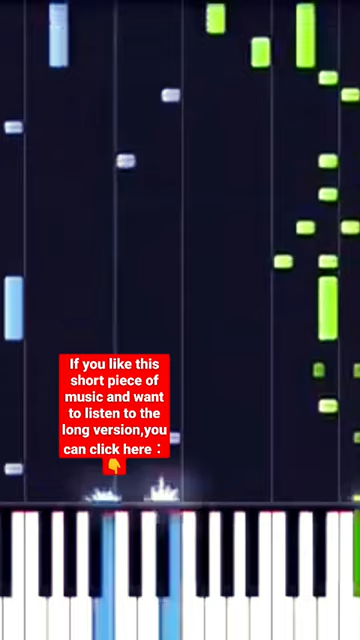 If you like this
short piece of
music and want
to listen to the
long version,you
can click here：
👇